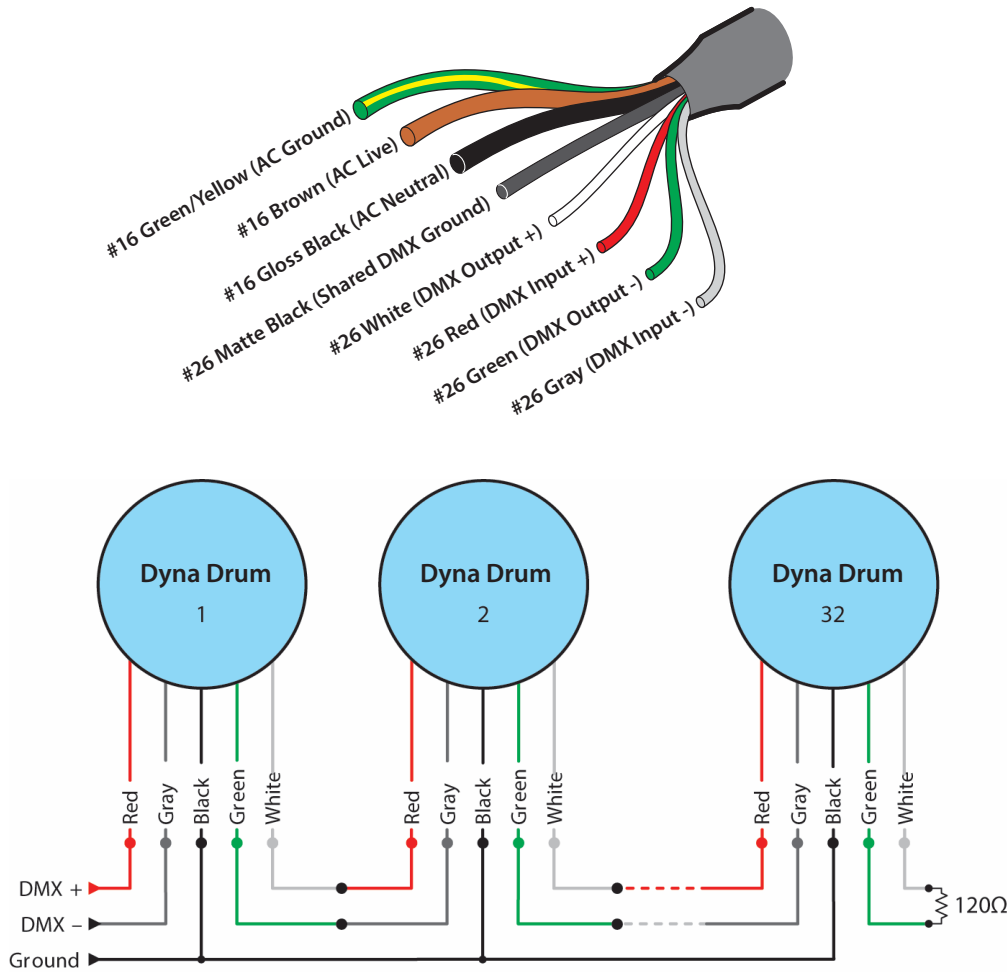 #16 Green/Yellow (AC Ground)
#16 Brown (AC Live)
#16 Gloss Black (AC Neutral)
#26 Matte Black (Shared DMX Ground)
#26 White (DMX Output +)
#26 Red (DMX Input +)
#26 Green (DMX Output -)
#26 Gray (DMX Input -)
Dyna Drum
1
Dyna Drum
2
Dyna Drum
32
Red
Gray
Black
Green
White
Red
Gray
Black
Green
White
Red
Gray
Black
Green
White
DMX +
DMX –
Ground
120Ω